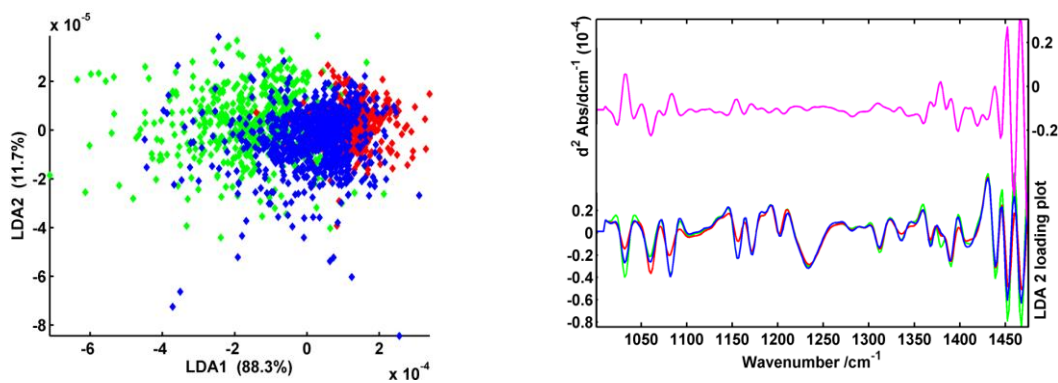 x 10-5
2
0
-2
-4
-6
-8
LDA2 (11.7%)
-6
-4
-2
0
2
LDA1 (88.3%)
x 10-4
d2 Abs/dcm-1 (10-4)
0.2
0
-0.2
-0.4
-0.6
-0.8
0.2
0
-0.2
LDA 2 loading plot
1050 1100 1150 1200 1250 1300 1350 1400 1450
Wavenumber /cm-1